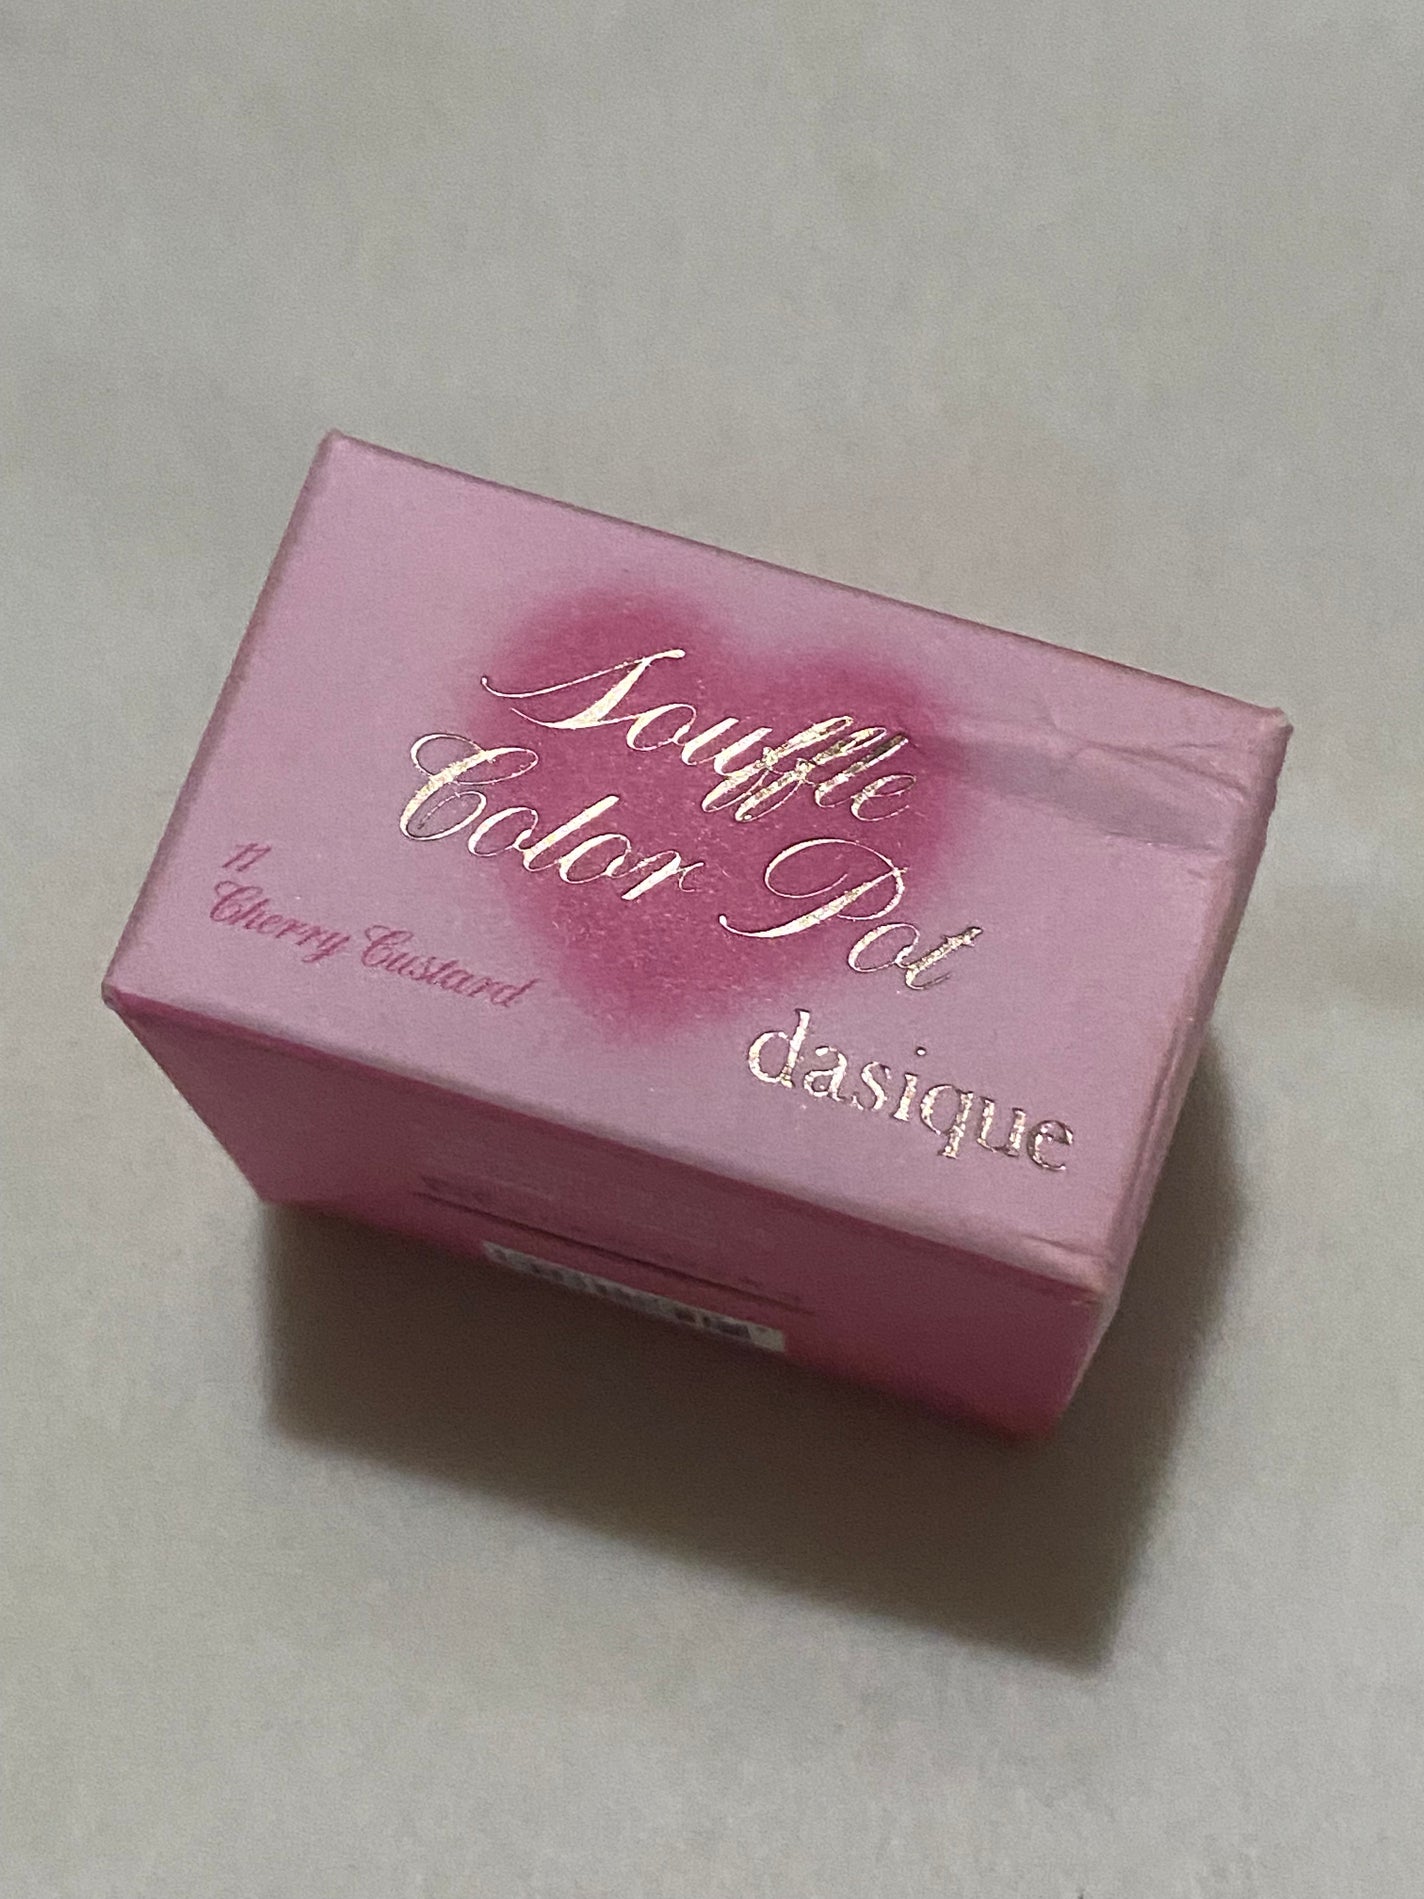 Souffle
Color Pot
11
Cherry Custard
dasique